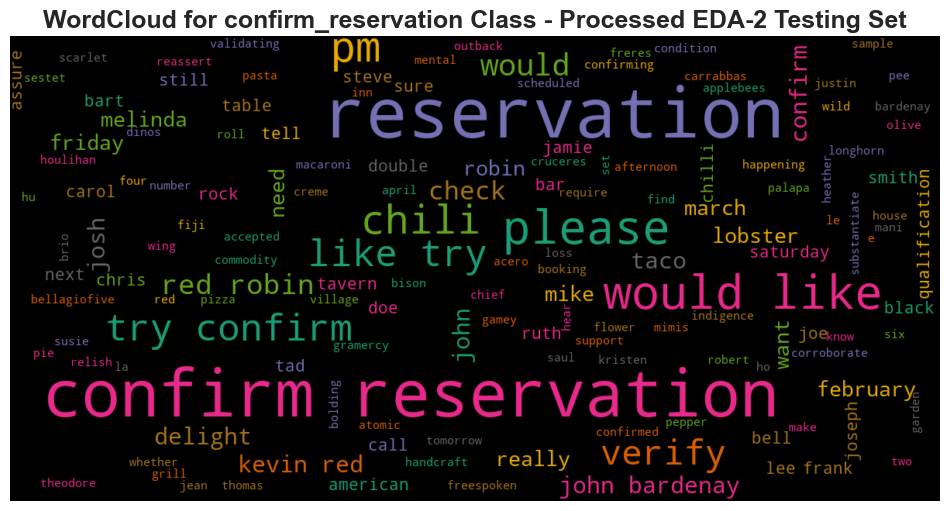 WordCloud for confirm_reservation Class - Processed EDA-2 Testing Set
scarlet
validating
reassert
pm
outback
mental
would
freres
condition
confirming
sample
assure
sestet
pasta
still
inn
steve
sure
scheduled
carrabbas
applebees
confirm
justin
pee
wild
bardenay
olive
bart
melinda
table
dinos
roll
tell
reservation
friday
houlihan
macaroni
double
robin
jamie
cruceres
set
afternoon
chilli
happening
heather
longhorn
palapa
smith
hu
carol
four
number
rock
need
creme
april
check
bar
require
find
march
le
house
mani
e
qualification
fiji
wing
josh
brio
accepted
commodity
chili
please
lobster
saturday
substantiate
like try
acero
loss
booking
taco
next
chris
red robin
tavern
bison
bellagiofive
red
pizza
village
doe
chief
mike
indigence
would like
black
susie
try confirm
gramercy
john
gamey
ruth
hear
flower
support
mimis
want
joe
know
six
pie
relish
la
tad
saul
kristen
robert
ho
corroborate
confirm reservation
bolding
february
garden
atomic
pepper
make
delight
call
tomorrow
confirmed
bell
joseph
whether
grill
kevin red
handcraft
really
verify
lee
frank
two
theodore
jean
thomas
american
freespoken
john bardenay